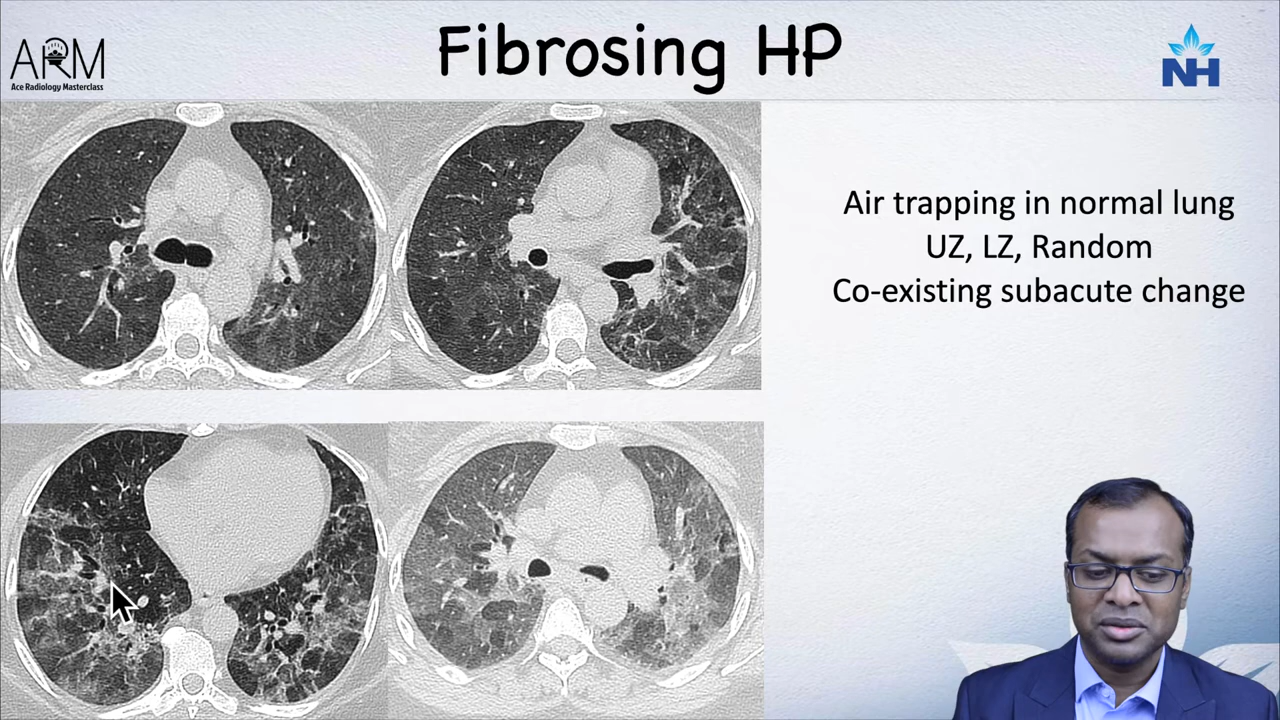 ARM
Ace Radiology Masterclass
Fibrosing HP
NH
Air trapping in normal lung
UZ, LZ, Random
Co-existing subacute change